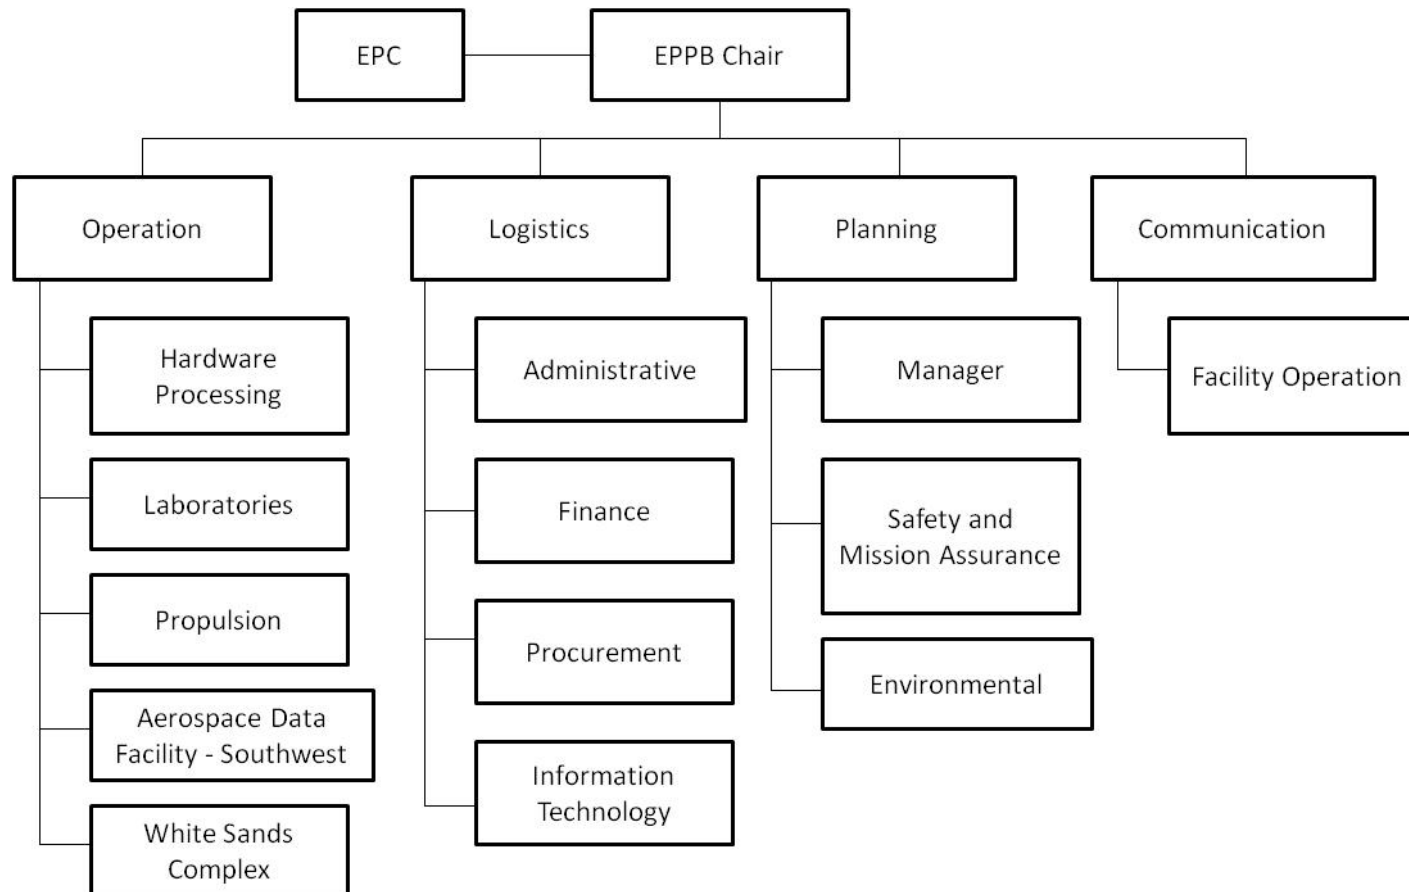 EPC
EPPB Chair
Operation
Logistics
Planning
Communication
Hardware
Processing
Laboratories
Propulsion
Aerospace Data
Facility - Southwest
White Sands
Complex
Administrative
Finance
Procurement
Information
Technology
Manager
Safety and
Mission Assurance
Environmental
Facility Operation